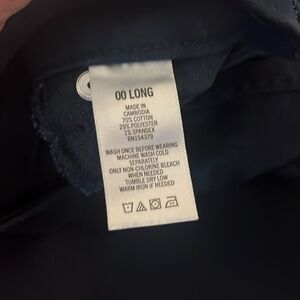 00 LONG
MADE IN
CAMBODIA
70% COTTON
29% POLYESTER
1% SPANDEX
RN154379
WASH ONCE BEFORE WEARING
MACHINE WASH COLD
SEPARATELY
ONLY NON-CHLORINE BLEACH
WHEN NEEDED
TUMBLE DRY LOW
WARM IRON IF NEEDED